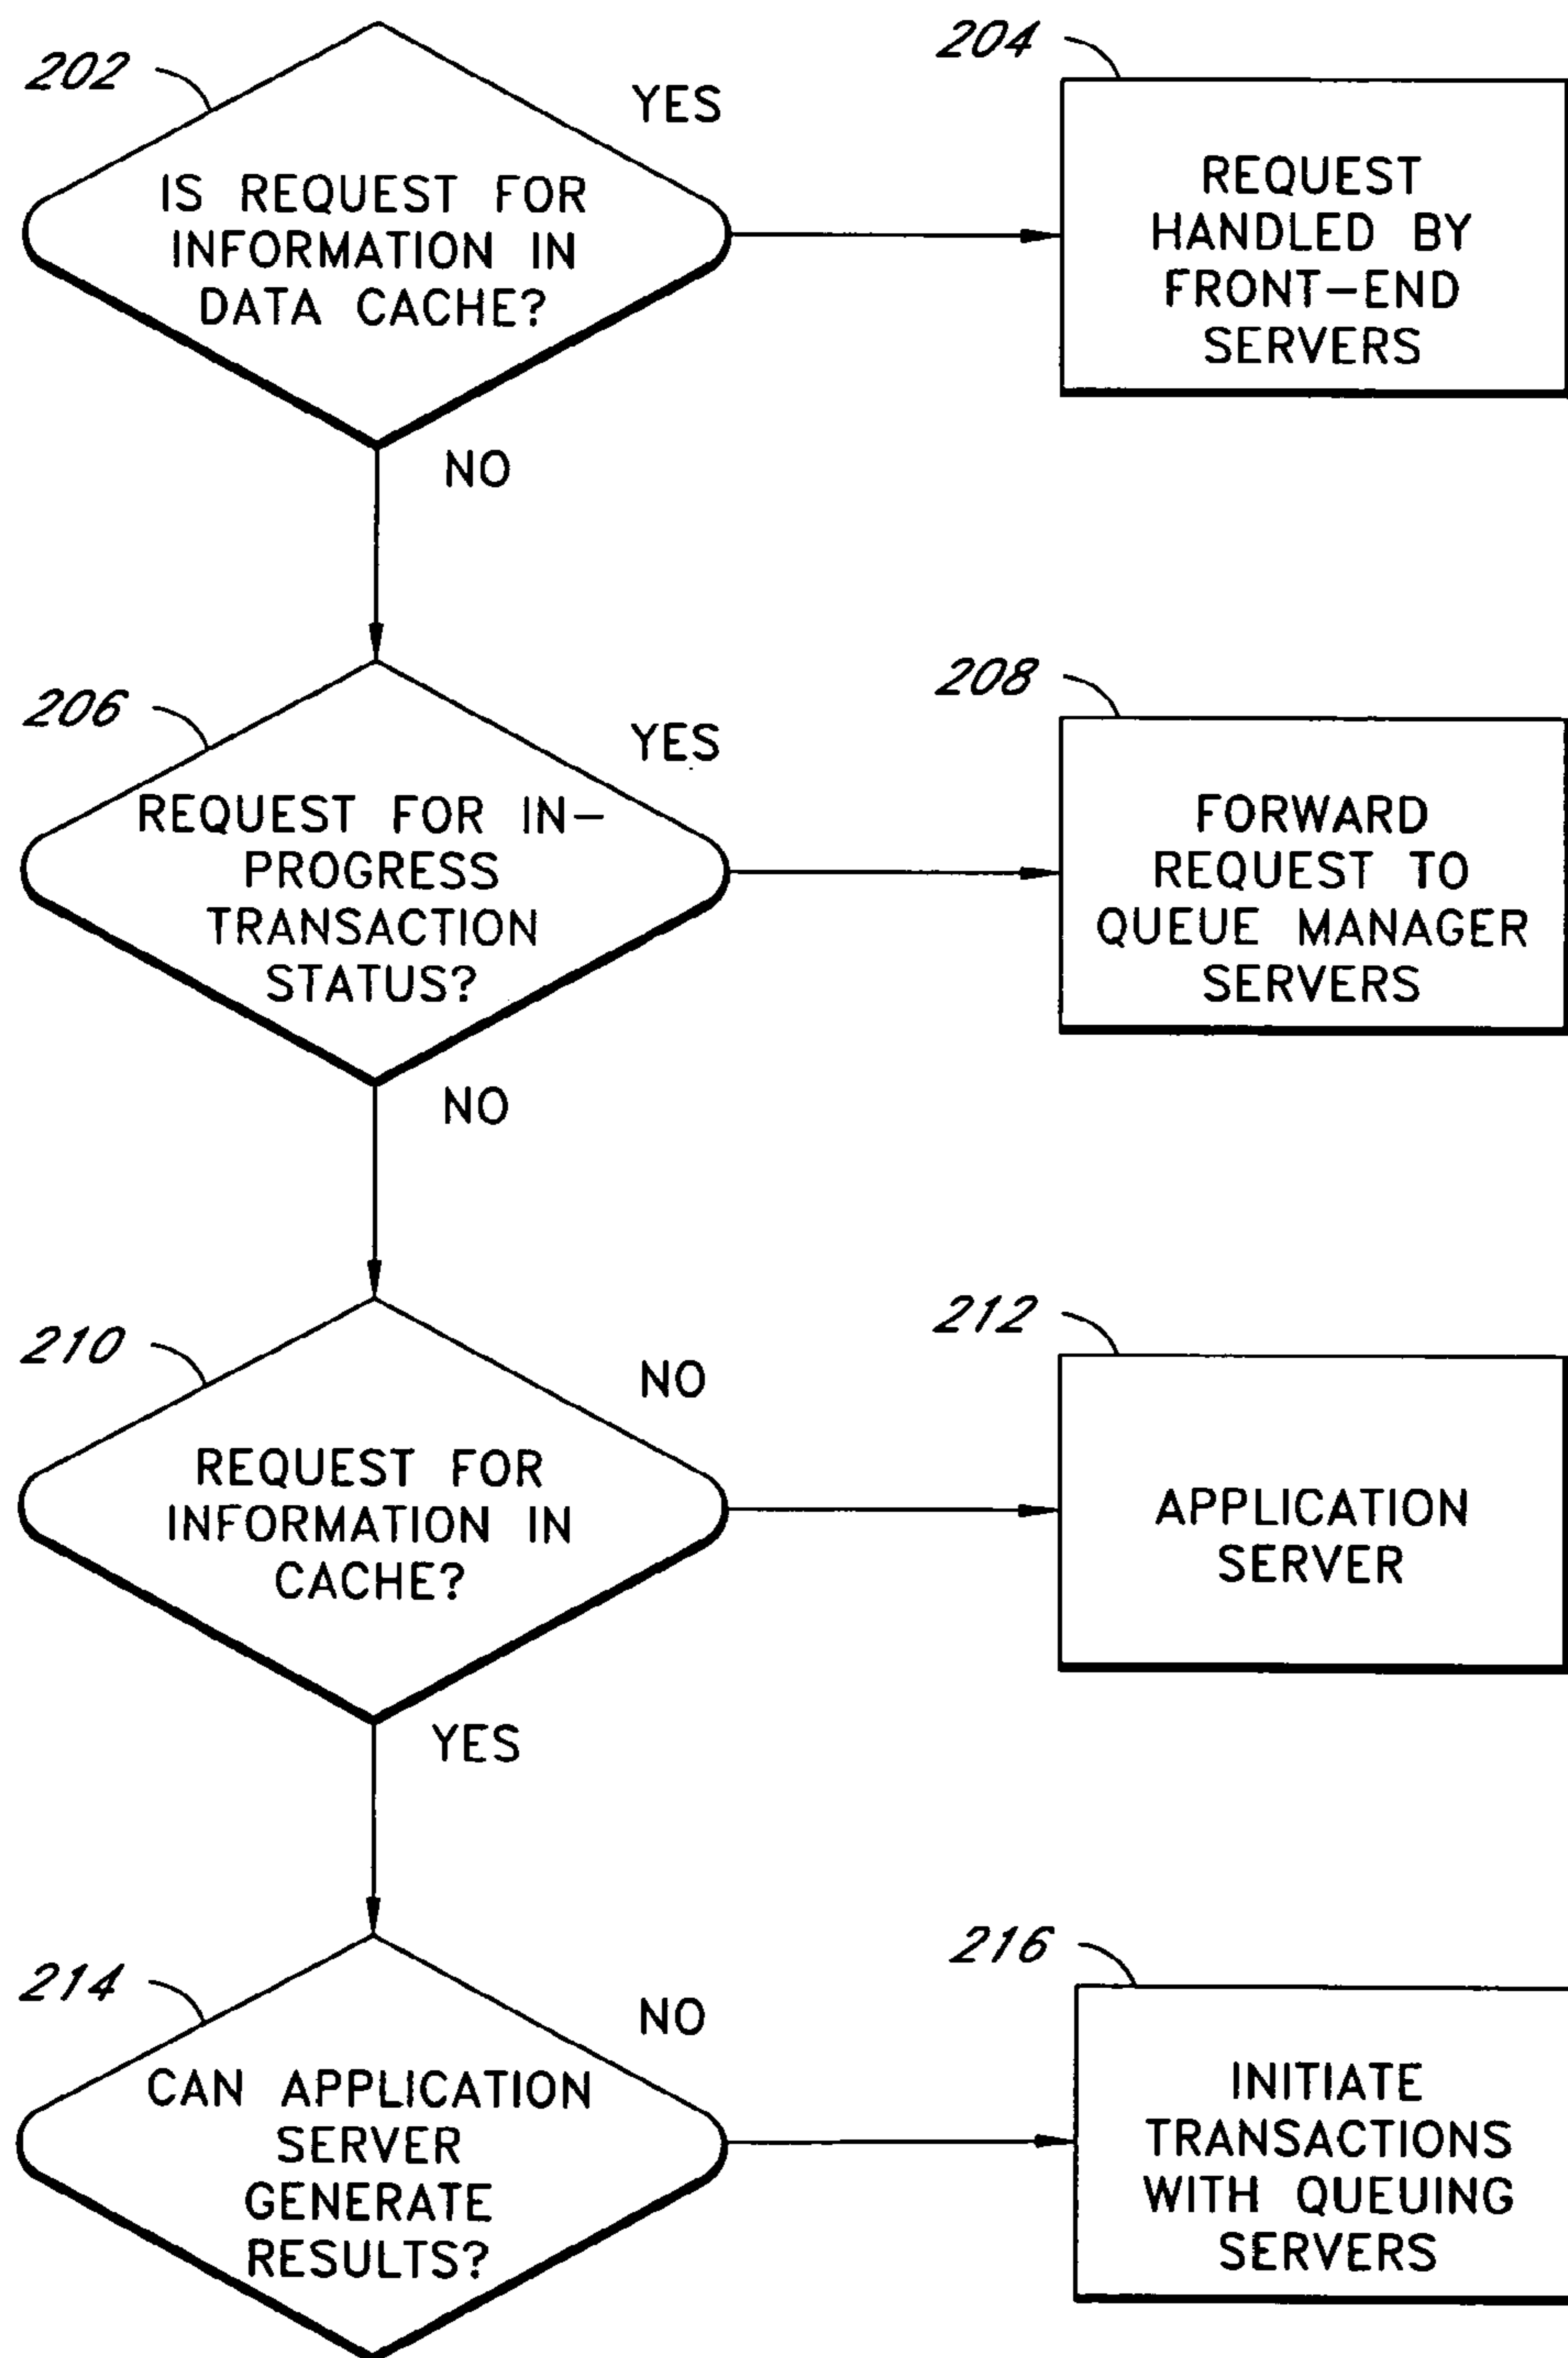 202
YES
IS REQUEST FOR
INFORMATION IN
DATA CACHE?
NO
204
REQUEST
HANDLED BY
FRONT-END
SERVERS
206
YES
REQUEST FOR IN-
PROGRESS
TRANSACTION
STATUS?
NO
208
FORWARD
REQUEST TO
QUEUE MANAGER
SERVERS
210
NO
REQUEST FOR
INFORMATION IN
CACHE?
YES
212
APPLICATION
SERVER
214
NO
CAN APPLICATION
SERVER
GENERATE
RESULTS?
216
INITIATE
TRANSACTIONS
WITH QUEUING
SERVERS